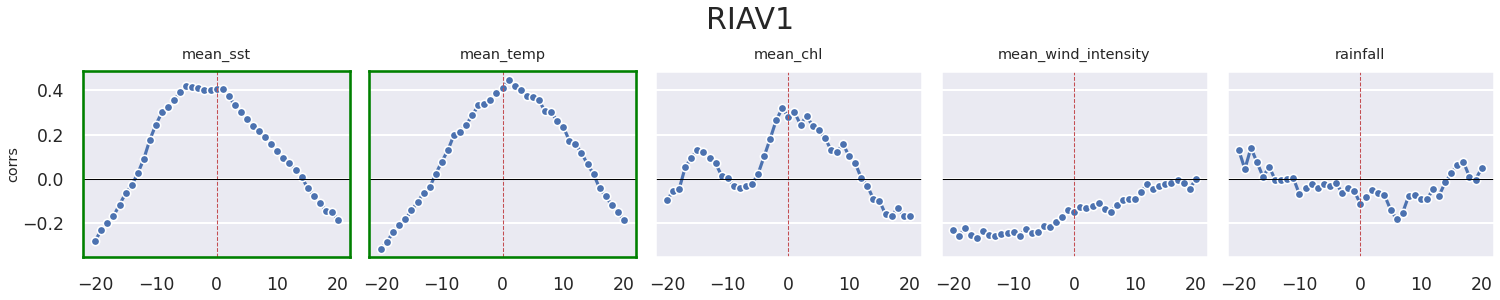 RIAV1
mean_sst mean_temp mean_chl mean_wind_intensity rainfall
corrs
0.4
0.2
0.0
−0.2
−20 −10 0 10 20 −20 −10 0 10 20 −20 −10 0 10 20 −20 −10 0 10 20 −20 −10 0 10 20